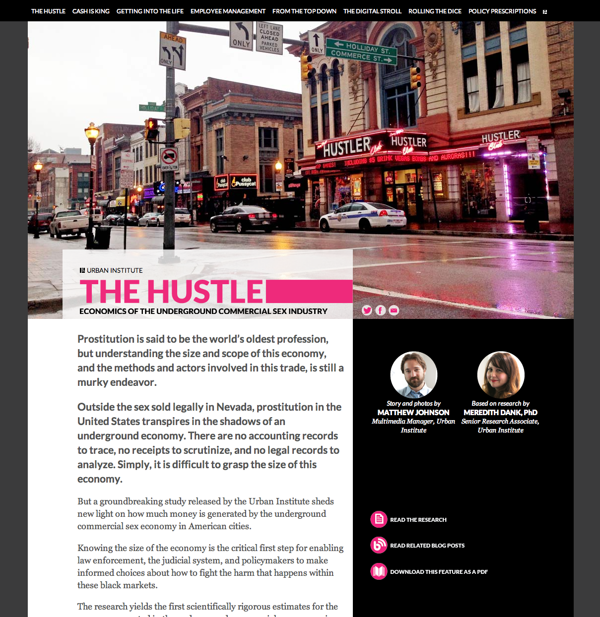 THE HUSTLE CASH IS KING GETTING INTO THE LIFE EMPLOYEE MANAGEMENT FROM THE TOP DOWN THE DIGITAL STROLL ROLLING THE DICE POLICY PRESCRIPTIONS
AHEAD
ONLY
LEFT LANE
CLOSED
AHEAD
ONLY
HOLLIDAY ST.
COMMERCE ST.
HUSTLER
Club
HUSTLER
Club
club
Pussycat
URBAN INSTITUTE
THE HUSTLE
ECONOMICS OF THE UNDERGROUND COMMERCIAL SEX INDUSTRY
Prostitution is said to be the world's oldest profession,
but understanding the size and scope of this economy,
and the methods and actors involved in this trade, is still a
murky endeavor.
Outside the sex sold legally in Nevada, prostitution in the
United States transpires in the shadows of an
underground economy. There are no accounting records
to trace, no receipts to scrutinize, and no legal records to
analyze. Simply, it is difficult to grasp the size of this
economy.
But a groundbreaking study released by the Urban Institute sheds
new light on how much money is generated by the underground
commercial sex economy in American cities.
Knowing the size of the economy is the critical first step for enabling
law enforcement, the judicial system, and policymakers to make
informed choices about how to fight the harm that happens within
these black markets.
The research yields the first scientifically rigorous estimates for the
Story and photos by
MATTHEW JOHNSON
Multimedia Manager, Urban
Institute
Based on research by
MEREDITH DANK, PhD
Senior Research Associate,
Urban Institute
READ THE RESEARCH
READ RELATED BLOG POSTS
DOWNLOAD THIS FEATURE AS A PDF